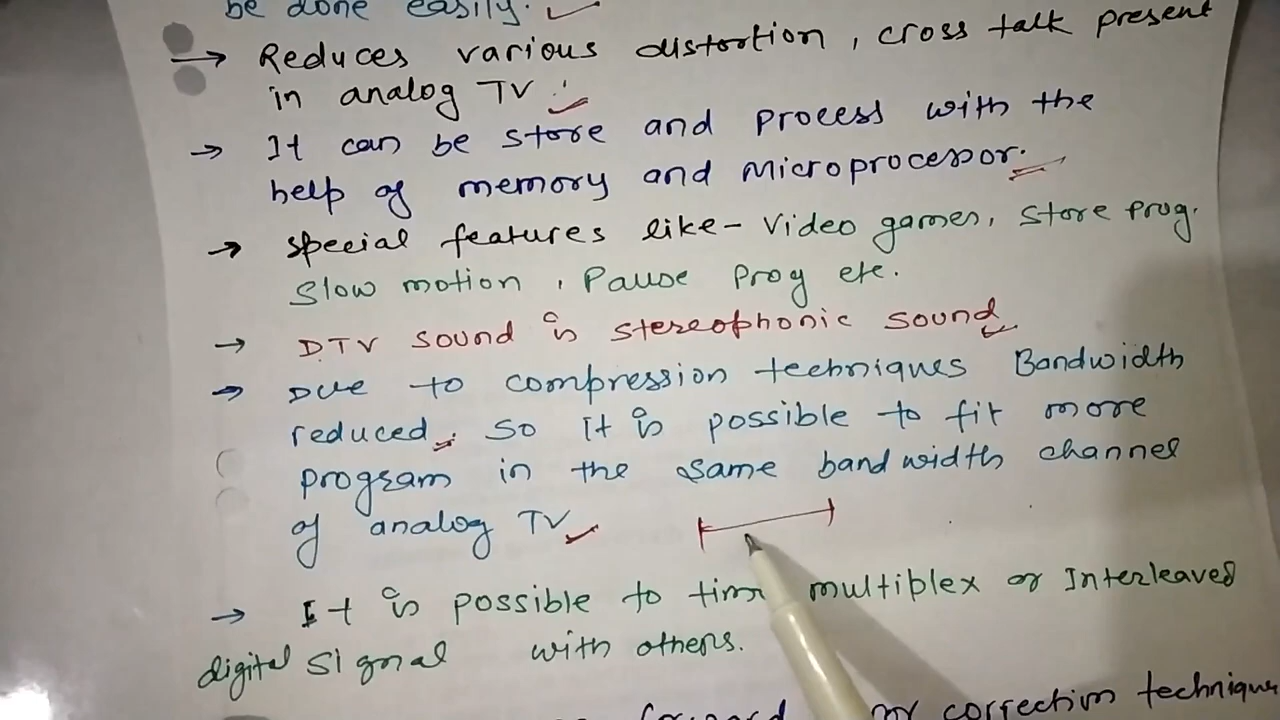 be done easily.
→ Reduces various distortion, cross talk present
in analog TV.
→ It can be store and process with the
help of memory and Microprocessor.
→ special features like - Video games, store prog.
Slow motion, Pause Prog etc.
→ DTV sound is stereophonic sound
→ Due to compression techniques Bandwidth
reduced. So It is possible to fit more
program in the same bandwidth channel
of analog TV
→ It is possible to time multiplex or Interleaved
digital signal with others.
correction technique